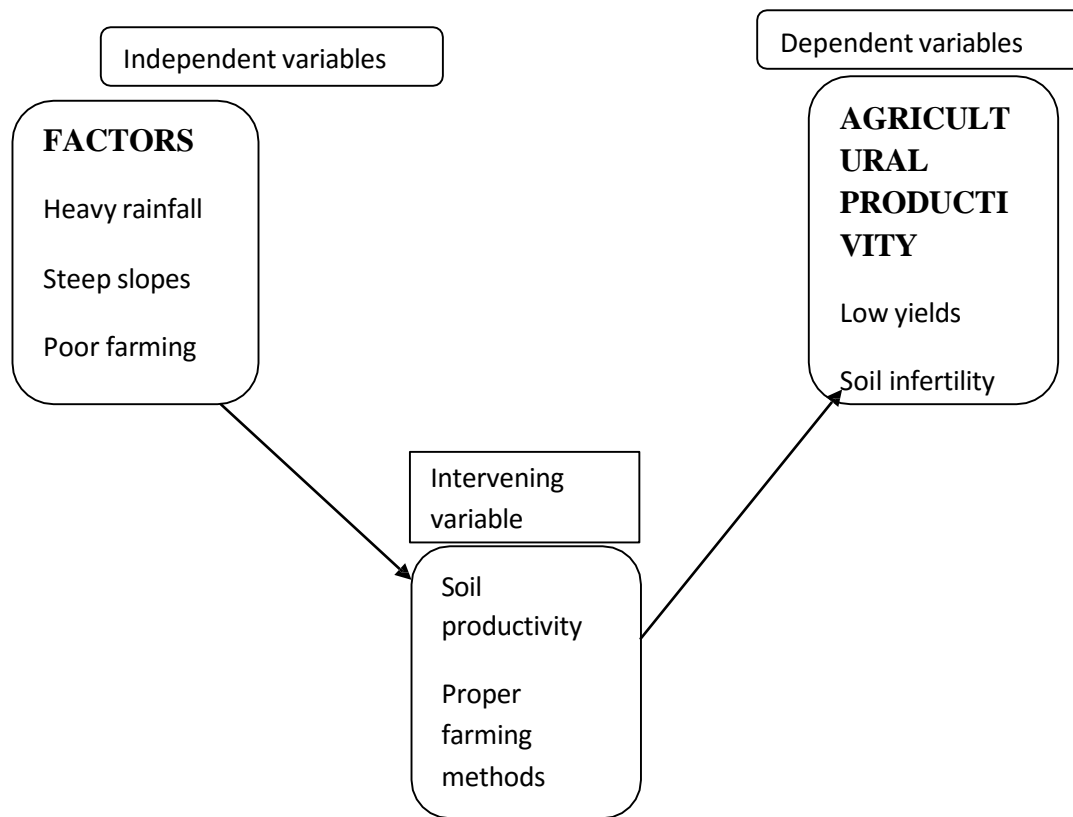 Independent variables
FACTORS
Heavy rainfall
Steep slopes
Poor farming
Dependent variables
AGRICULT
URAL
PRODUCTI
VITY
Low yields
Soil infertility
Intervening
variable
Soil
productivity
Proper
farming
methods